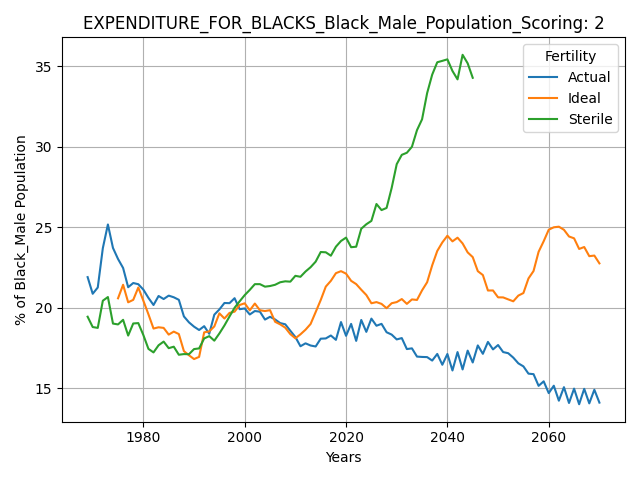 EXPENDITURE_FOR_BLACKS_Black_Male_Population_Scoring: 2
Fertility
Actual
Ideal
Sterile
% of Black_Male Population
35
30
25
20
15
1980
2000
2020
2040
2060
Years